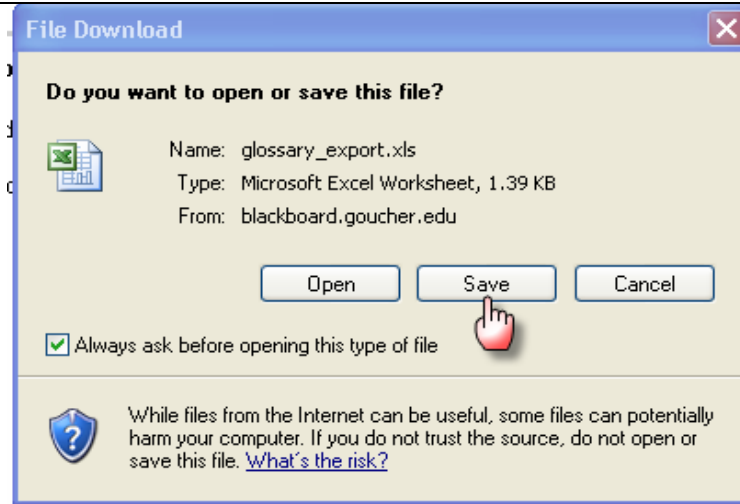 File Download
Do you want to open or save this file?
Name: glossary_export.xls
Type: Microsoft Excel Worksheet, 1.39 KB
From: blackboard.goucher.edu
Open Save Cancel
Always ask before opening this type of file
While files from the Internet can be useful, some files can potentially
harm your computer. If you do not trust the source, do not open or
save this file. What's the risk?